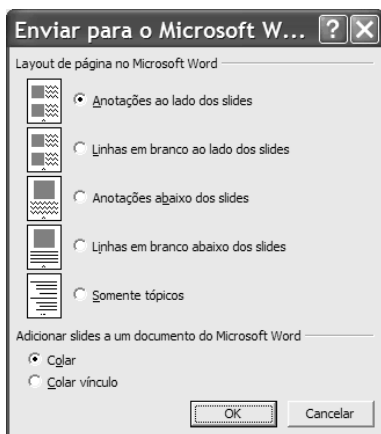 Enviar para o Microsoft W...
Layout de página no Microsoft Word
Anotações ao lado dos slides
Linhas em branco ao lado dos slides
Anotações abaixo dos slides
Linhas em branco abaixo dos slides
Somente tópicos
Adicionar slides a um documento do Microsoft Word
Colar
Colar vínculo
OK Cancelar